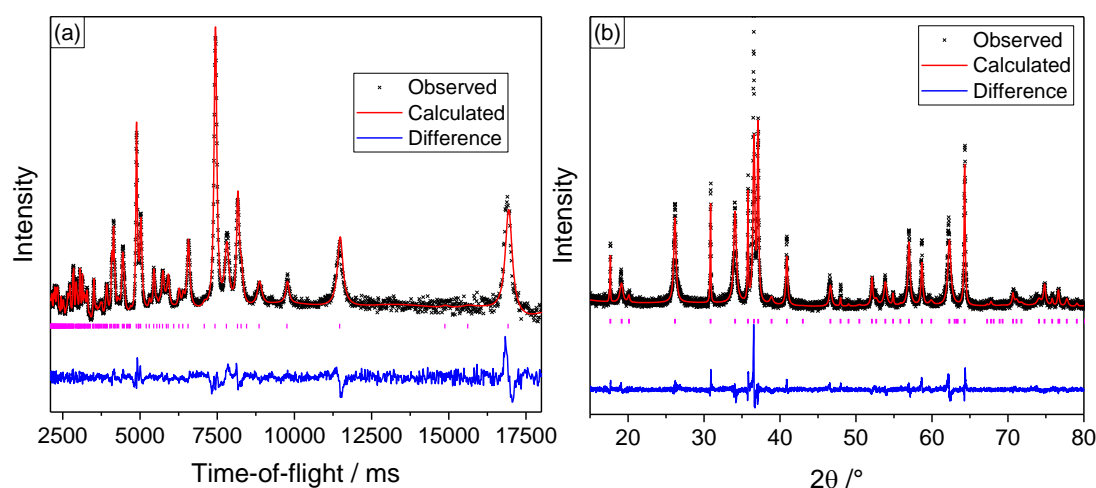 (a)
Observed
Calculated
Difference
Intensity
2500 5000 7500 10000 12500 15000 17500
Time-of-flight / ms
(b)
Observed
Calculated
Difference
Intensity
20 30 40 50 60 70 80
2θ /°